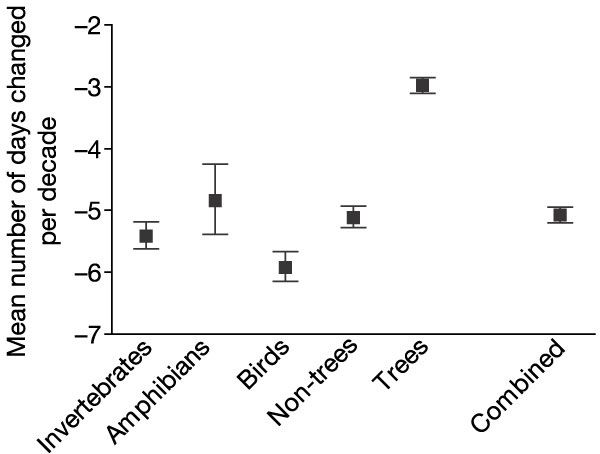 Mean number of days changed
per decade
−2
−3
−4
−5
−6
−7
Invertebrates
Amphibians
Birds
Non-trees
Trees
Combined